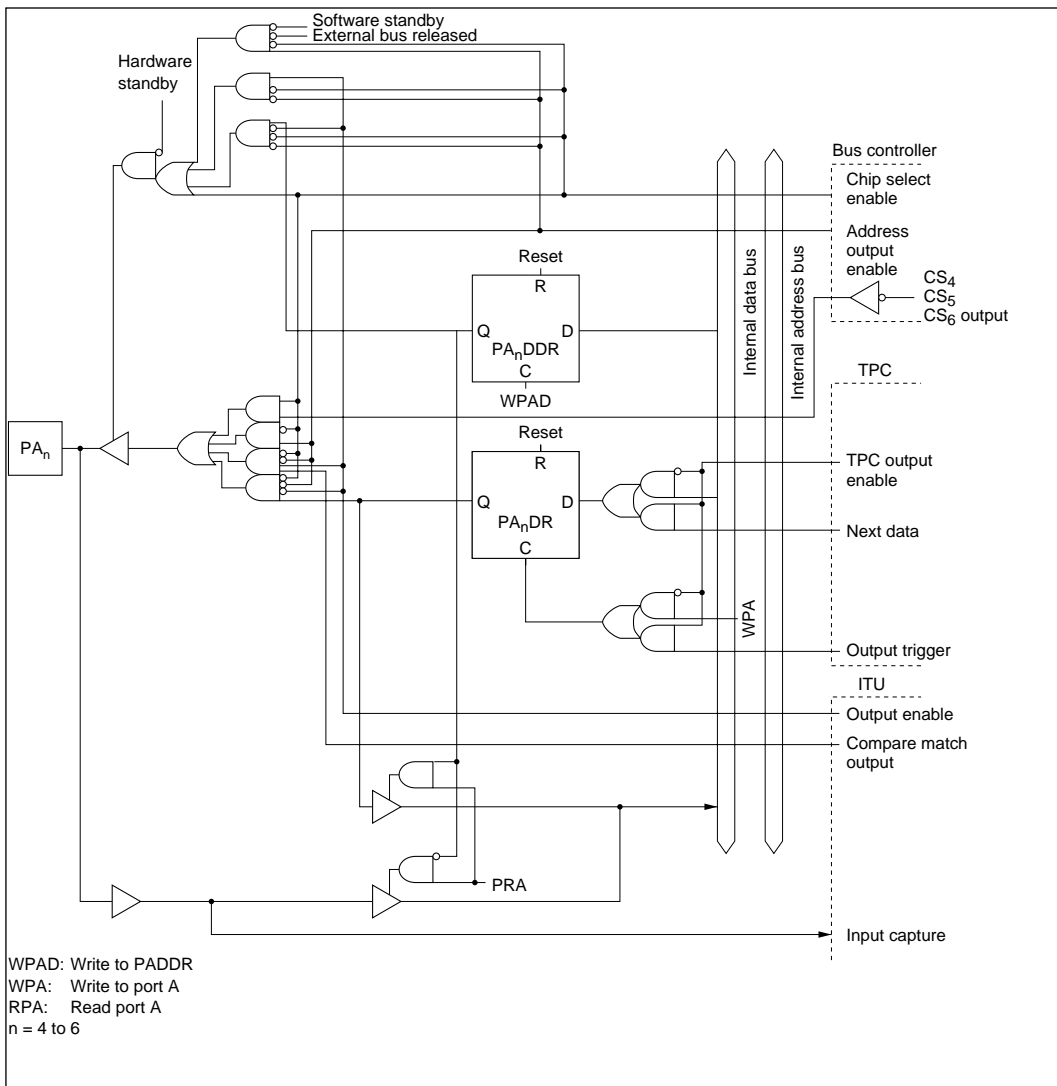 Software standby
External bus released
Hardware
standby
Bus controller
Chip select
enable
Address
output
enable
CS4
CS5
CS6 output
Internal data bus
Internal address bus
Reset
R
Q
D
PAnDDR
C
WPAD
TPC
PAn
Reset
R
Q
D
PAnDR
C
TPC output
enable
Next data
WPA
Output trigger
ITU
Output enable
Compare match
output
PRA
Input capture
WPAD: Write to PADDR
WPA: Write to port A
RPA: Read port A
n = 4 to 6